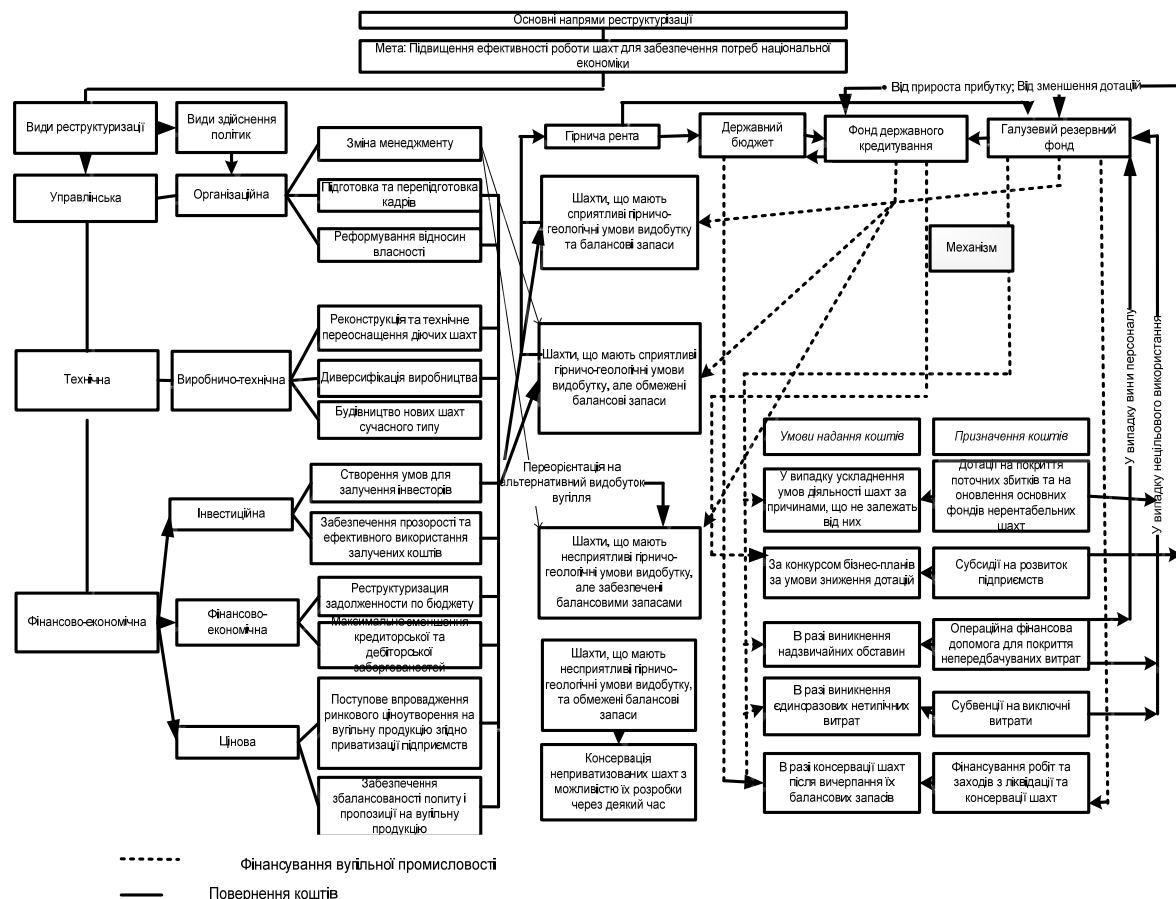 Основні напрями реструктурізації
Мета: Підвищення ефективності роботи шахт для забезпечення потреб національної
економіки
Від прироста прибутку; Від зменшення дотацій
Види реструктуризації
Види здійснення
політик
Зміна менеджменту
Гірнича рента
Державний
бюджет
Фонд державного
кредитування
Галузевий резервний
фонд
Управлінська
Організаційна
Підготовка та перепідготовка
кадрів
Реформування відносин
власності
Шахти, що мають
сприятливі гірничо-
геологічні умови видобутку
та балансові запаси
Механізм
Технічна
Виробничо-технічна
Реконструкція та технічне
переоснащення діючих шахт
Диверсифікація виробництва
Будівництво нових шахт
сучасного типу
Шахти, що мають сприятливі
гірничо-геологічні умови
видобутку, але обмежені
балансові запаси
У випадку вини персоналу
У випадку нецільового використання
Умови надання коштів
Призначення коштів
Переорієнтація на
альтернативний видобуток
вугілля
Інвестиційна
Створення умов для
залучення інвесторів
Забезпечення прозорості та
ефективного використання
залучених коштів
У випадку ускладнення
умов діяльності шахт за
причинами, що не залежать
від них
Дотації на покриття
поточних збитків та на
оновлення основних
фондів нерентабельних
шахт
Шахти, що мають
несприятливі гірничо-
геологічні умови видобутку,
але забезпечені
балансовими запасами
За конкурсом бізнес-планів
за умови зниження дотацій
Субсидії на розвиток
підприємств
Фінансово-економічна
Фінансово-
економічна
Реструктуризация
задолженности по бюджету
Максимальне зменшення
кредиторської та
дебіторської
заборгованостей
В разі виникнення
надзвичайних обставин
Операційна фінансова
допомога для покриття
непередбачуваних витрат
Шахти, що мають
несприятливі гірничо-
геологічні умови видобутку,
та обмежені балансові
запаси
В разі виникнення
єдинсразових нетипічних
витрат
Субвенції на виключні
витрати
Цінова
Поступове впровадження
ринкового ціноутворення на
вугільну продукцію згідно
приватизації підприємств
Забезпечення
збалансованості попиту і
пропозиції на вугільну
продукцію
Консервація
неприватизованих шахт з
можливістю їх розробки
через деякий час
В разі консервації шахт
після вичерпання їх
балансових запасів
Фінансування робіт та
заходів з ліквідації та
консервації шахт
Фінансування вугільної промисловості
Повернення коштів